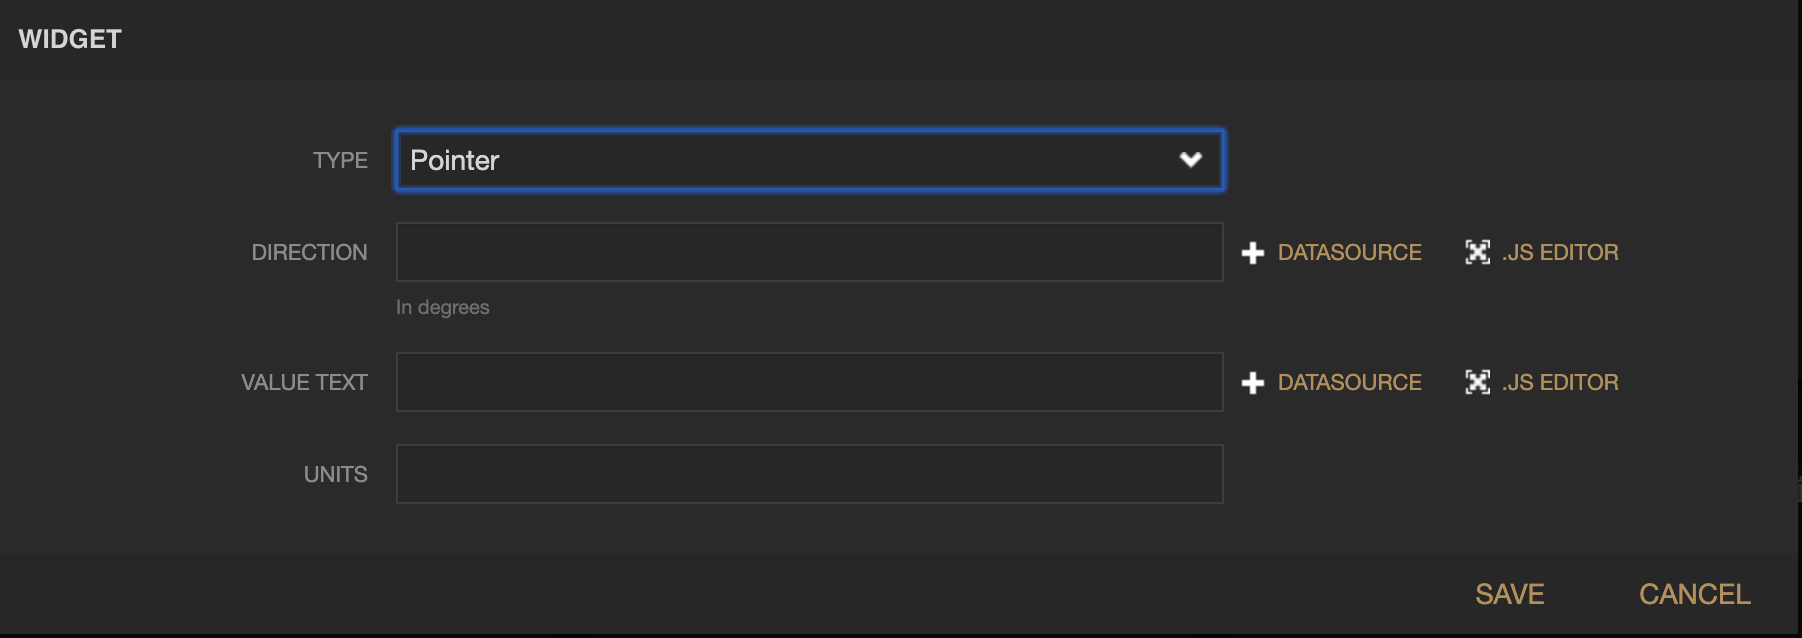 WIDGET
TYPE Pointer
DIRECTION DATASOURCE .JS EDITOR
In degrees
VALUE TEXT DATASOURCE .JS EDITOR
UNITS
SAVE CANCEL